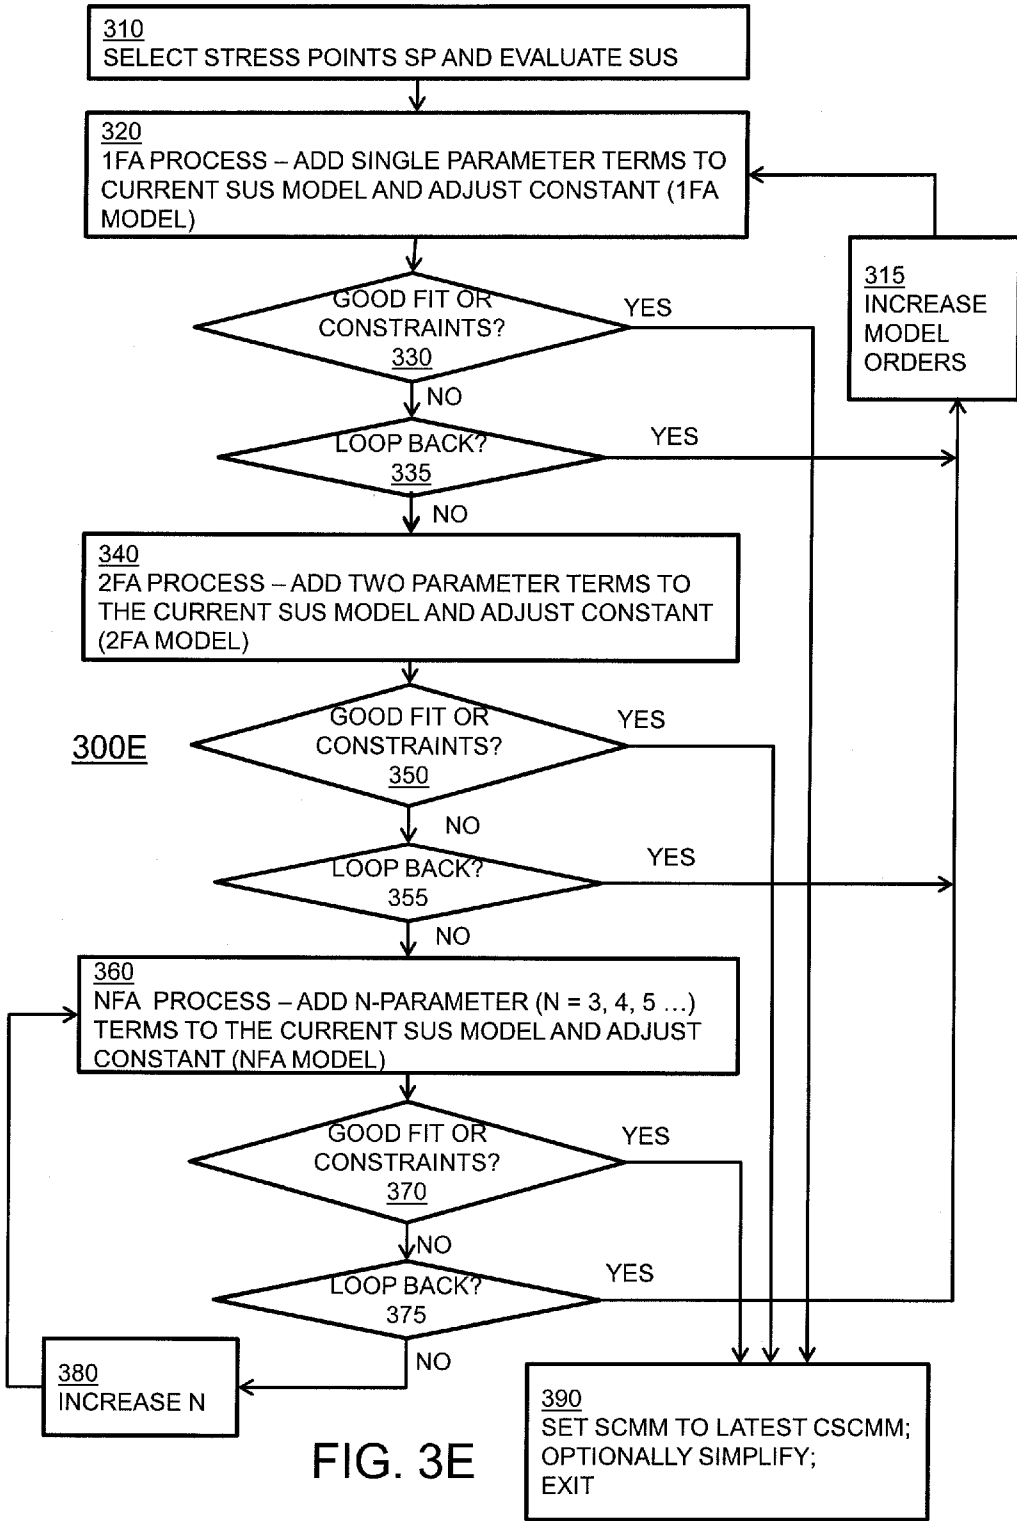 310
SELECT STRESS POINTS SP AND EVALUATE SUS
320
1FA PROCESS – ADD SINGLE PARAMETER TERMS TO
CURRENT SUS MODEL AND ADJUST CONSTANT (1FA
MODEL)
315
INCREASE
MODEL
ORDERS
GOOD FIT OR
CONSTRAINTS?
330
YES
NO
LOOP BACK?
335
YES
NO
340
2FA PROCESS – ADD TWO PARAMETER TERMS TO
THE CURRENT SUS MODEL AND ADJUST CONSTANT
(2FA MODEL)
300E
GOOD FIT OR
CONSTRAINTS?
350
YES
NO
LOOP BACK?
355
YES
NO
360
NFA PROCESS – ADD N-PARAMETER (N = 3, 4, 5 ...)
TERMS TO THE CURRENT SUS MODEL AND ADJUST
CONSTANT (NFA MODEL)
GOOD FIT OR
CONSTRAINTS?
370
YES
NO
LOOP BACK?
375
YES
NO
380
INCREASE N
390
SET SCMM TO LATEST CSCMM;
OPTIONALLY SIMPLIFY;
EXIT
FIG. 3E